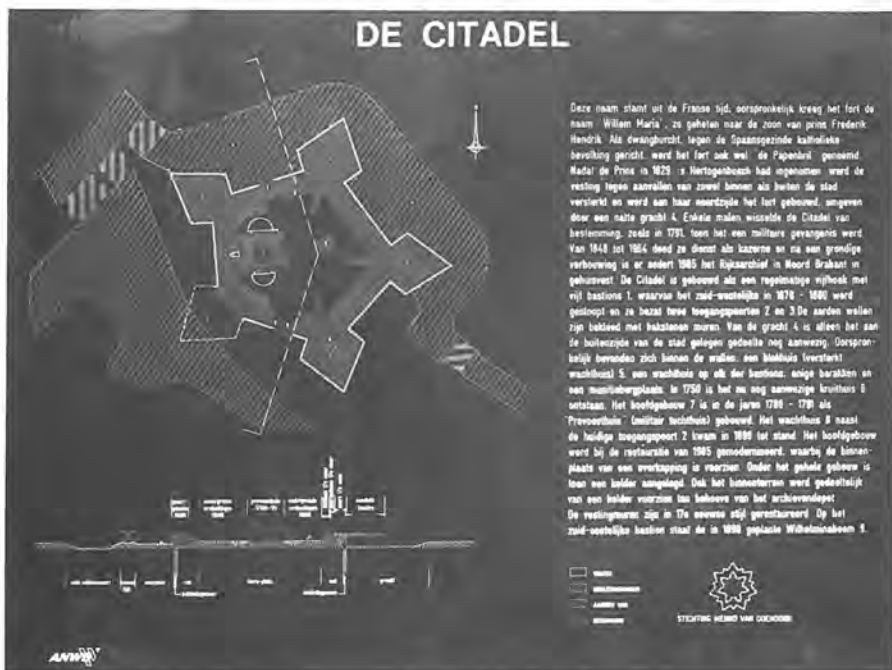 DE CITADEL
Deze naam stamt uit de Franse tijd, oorspronkelijk kreeg het fort de
naam 'Willem Maria', zo geheten naar de zoon van prins Frederik
Hendrik. Als dwangburcht, tegen de Spaansgezinde katholieke
bevolking gericht, werd het fort ook wel 'de Papenbril' genoemd.
Nadat de Prins in 1629 's Hertogenbosch had ingenomen werd de
vesting tegen aanvallen van zowel binnen als buiten de stad
versterkt en werd aan haar noordzijde het fort gebouwd, omgeven
door een natte gracht 4. Enkele malen wisselde de Citadel van
bestemming, zoals in 1791, toen het een militaire gevangenis werd.
Van 1848 tot 1964 deed ze dienst als kazerne en na een grondige
verbouwing is er sedert 1985 het Rijksarchief in Noord Brabant in
gehuisvest. De Citadel is gebouwd als een regelmatige vijfhoek met
vijf bastions 1, waarvan het zuid-westelijke in 1878 - 1880 werd
gesloopt en ze bezat twee toegangspoorten 2 en 3. De aarden wallen
zijn bekleed met bakstenen muren. Van de gracht 4 is alleen het aan
de buitenzijde van de stad gelegen gedeelte nog aanwezig. Oorspron-
kelijk bevonden zich binnen de wallen: een blokhuis (versterkt
wachthuis) 5, een wachthuis op elk der bastions, enige barakken en
een munitiebergplaats. In 1750 is het nu nog aanwezige kruithuis 6
ontstaan. Het hoofdgebouw 7 is in de jaren 1789 - 1791 als
'Provoosthuis' (militair tuchthuis) gebouwd. Het wachthuis 8 naast
de huidige toegangspoort 2 kwam in 1880 tot stand. Het hoofdgebouw
werd bij de restauratie van 1985 gemoderniseerd, waarbij de binnen-
plaats van een overkapping is voorzien. Onder het gehele gebouw is
toen een kelder aangelegd. Ook het binnenterrein werd gedeeltelijk
van een kelder voorzien ten behoeve van het archievendepot.
De vestingmuren zijn in 17e eeuwse stijl gerestaureerd. Op het
zuid-oostelijke bastion staat de in 1898 geplante Wilhelminaboom 9.
STICHTING MENNO VAN COEHOORN
ANWB